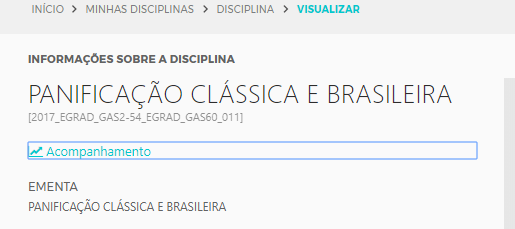 INÍCIO > MINHAS DISCIPLINAS > DISCIPLINA > VISUALIZAR
INFORMAÇÕES SOBRE A DISCIPLINA
PANIFICAÇÃO CLÁSSICA E BRASILEIRA
[2017_EGRAD_GAS2-54_EGRAD_GAS60_011]
Acompanhamento
EMENTA
PANIFICAÇÃO CLÁSSICA E BRASILEIRA